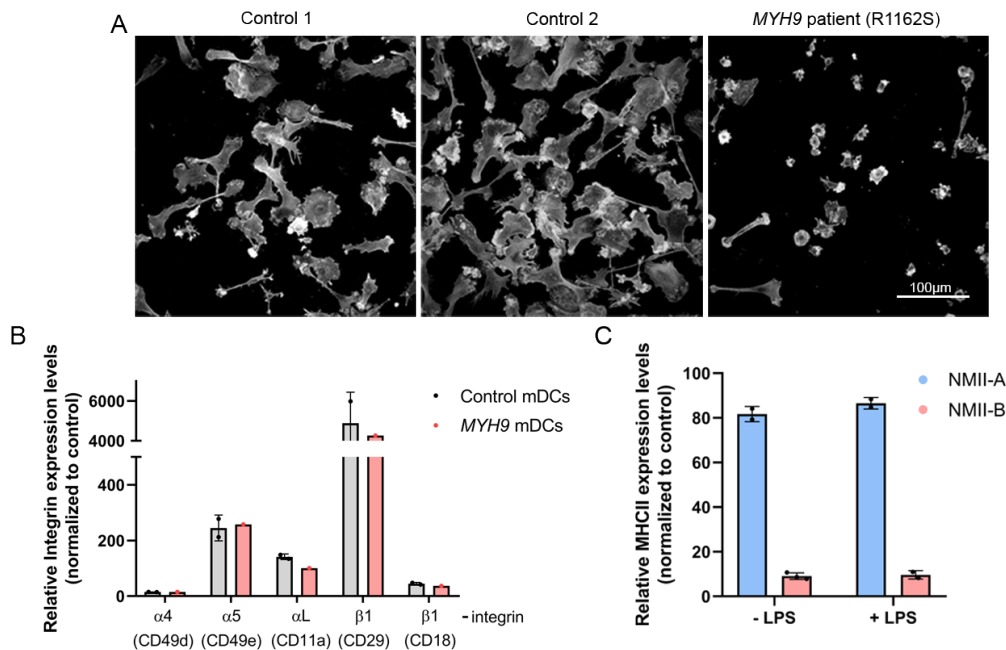 A
Control 1
Control 2
MYH9 patient (R1162S)
100µm
B
Relative Integrin expression levels
(normalized to control)
6000
4000
400
200
0
Control mDCs
MYH9 mDCs
α4
α5
αL
β1
β1
integrin
(CD49d)
(CD49e)
(CD11a)
(CD29)
(CD18)
C
Relative MHCII expression levels
(normalized to control)
100
80
60
40
20
0
NMII-A
NMII-B
- LPS
+ LPS